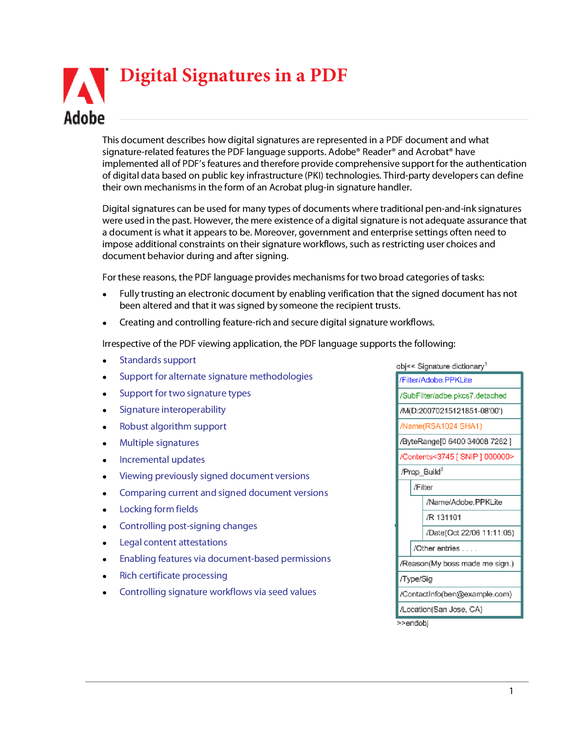 Digital Signatures in a PDF
Adobe
This document describes how digital signatures are represented in a PDF document and what
signature-related features the PDF language supports. Adobe® Reader® and Acrobat® have
implemented all of PDF's features and therefore provide comprehensive support for the authentication
of digital data based on public key infrastructure (PKI) technologies. Third-party developers can define
their own mechanisms in the form of an Acrobat plug-in signature handler.
Digital signatures can be used for many types of documents where traditional pen-and-ink signatures
were used in the past. However, the mere existence of a digital signature is not adequate assurance that
a document is what it appears to be. Moreover, government and enterprise settings often need to
impose additional constraints on their signature workflows, such as restricting user choices and
document behavior during and after signing.
For these reasons, the PDF language provides mechanisms for two broad categories of tasks:
• Fully trusting an electronic document by enabling verification that the signed document has not
been altered and that it was signed by someone the recipient trusts.
• Creating and controlling feature-rich and secure digital signature workflows.
Irrespective of the PDF viewing application, the PDF language supports the following:
• Standards support
• Support for alternate signature methodologies
• Support for two signature types
• Signature interoperability
• Robust algorithm support
• Multiple signatures
• Incremental updates
• Viewing previously signed document versions
• Comparing current and signed document versions
• Locking form fields
• Controlling post-signing changes
• Legal content attestations
• Enabling features via document-based permissions
• Rich certificate processing
• Controlling signature workflows via seed values
obj<< Signature dictionary¹
/Filter/Adobe.PPKLite
/SubFilter/adbe.pkcs7.detached
/M(D:20070215121851-08'00')
/Name(RSA1024 SHA1)
/ByteRange[0 6400 34008 7262 ]
/Contents<3745 [ SNIP ] 000000>
/Prop_Build²
/Filter
/Name/Adobe.PPKLite
/R 131101
/Date(Oct 22/06 11:11:05)
/Other entries . . . .
/Reason(My boss made me sign.)
/Type/Sig
/ContactInfo(ben@example.com)
/Location(San Jose, CA)
>>endobj
1